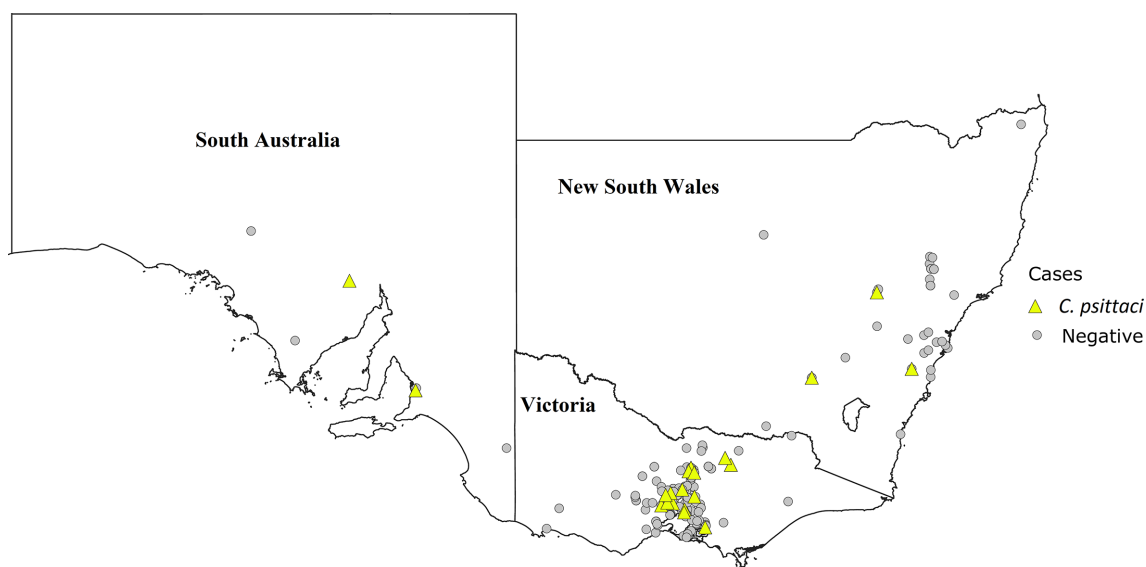 South Australia
New South Wales
Victoria
Cases
C. psittaci
Negative